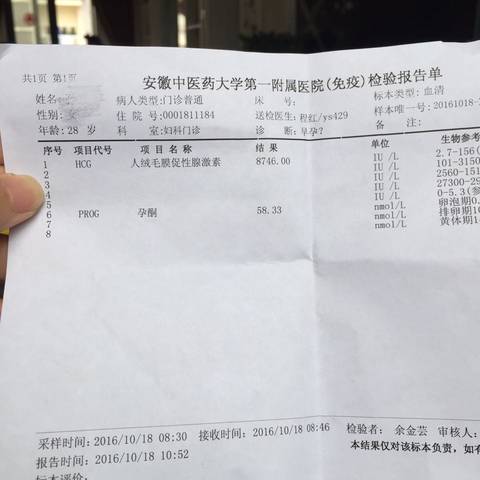 共1页 第1页
安徽中医药大学第一附属医院(免疫)检验报告单
姓名: 病人类型:门诊普通 床 号: 标本类型:血清
性别:女 住 院 号:0001811184 送检医生:程红/ys429 样本唯一号:20161018-
年龄:28 岁 科 室:妇科门诊 诊 断:早孕? 备 注:
序号 项目代号 项 目 名 称 结 果 单位 生物参考
1 HCG 人绒毛膜促性腺激素 8746.00 IU /L 2.7-156(
2 IU /L 101-3150
3 IU /L 2560-151
4 IU /L 27300-29
5 IU /L 0-5.3(参
6 PROG 孕酮 58.33 nmol/L 卵泡期0.
7 nmol/L 排卵期1
8 nmol/L 黄体期1
采样时间:2016/10/18 08:30 接收时间:2016/10/18 08:46 检验者: 余金芸 审核人:
报告时间:2016/10/18 10:52 本结果仅对该标本负责,如有
标本评价: